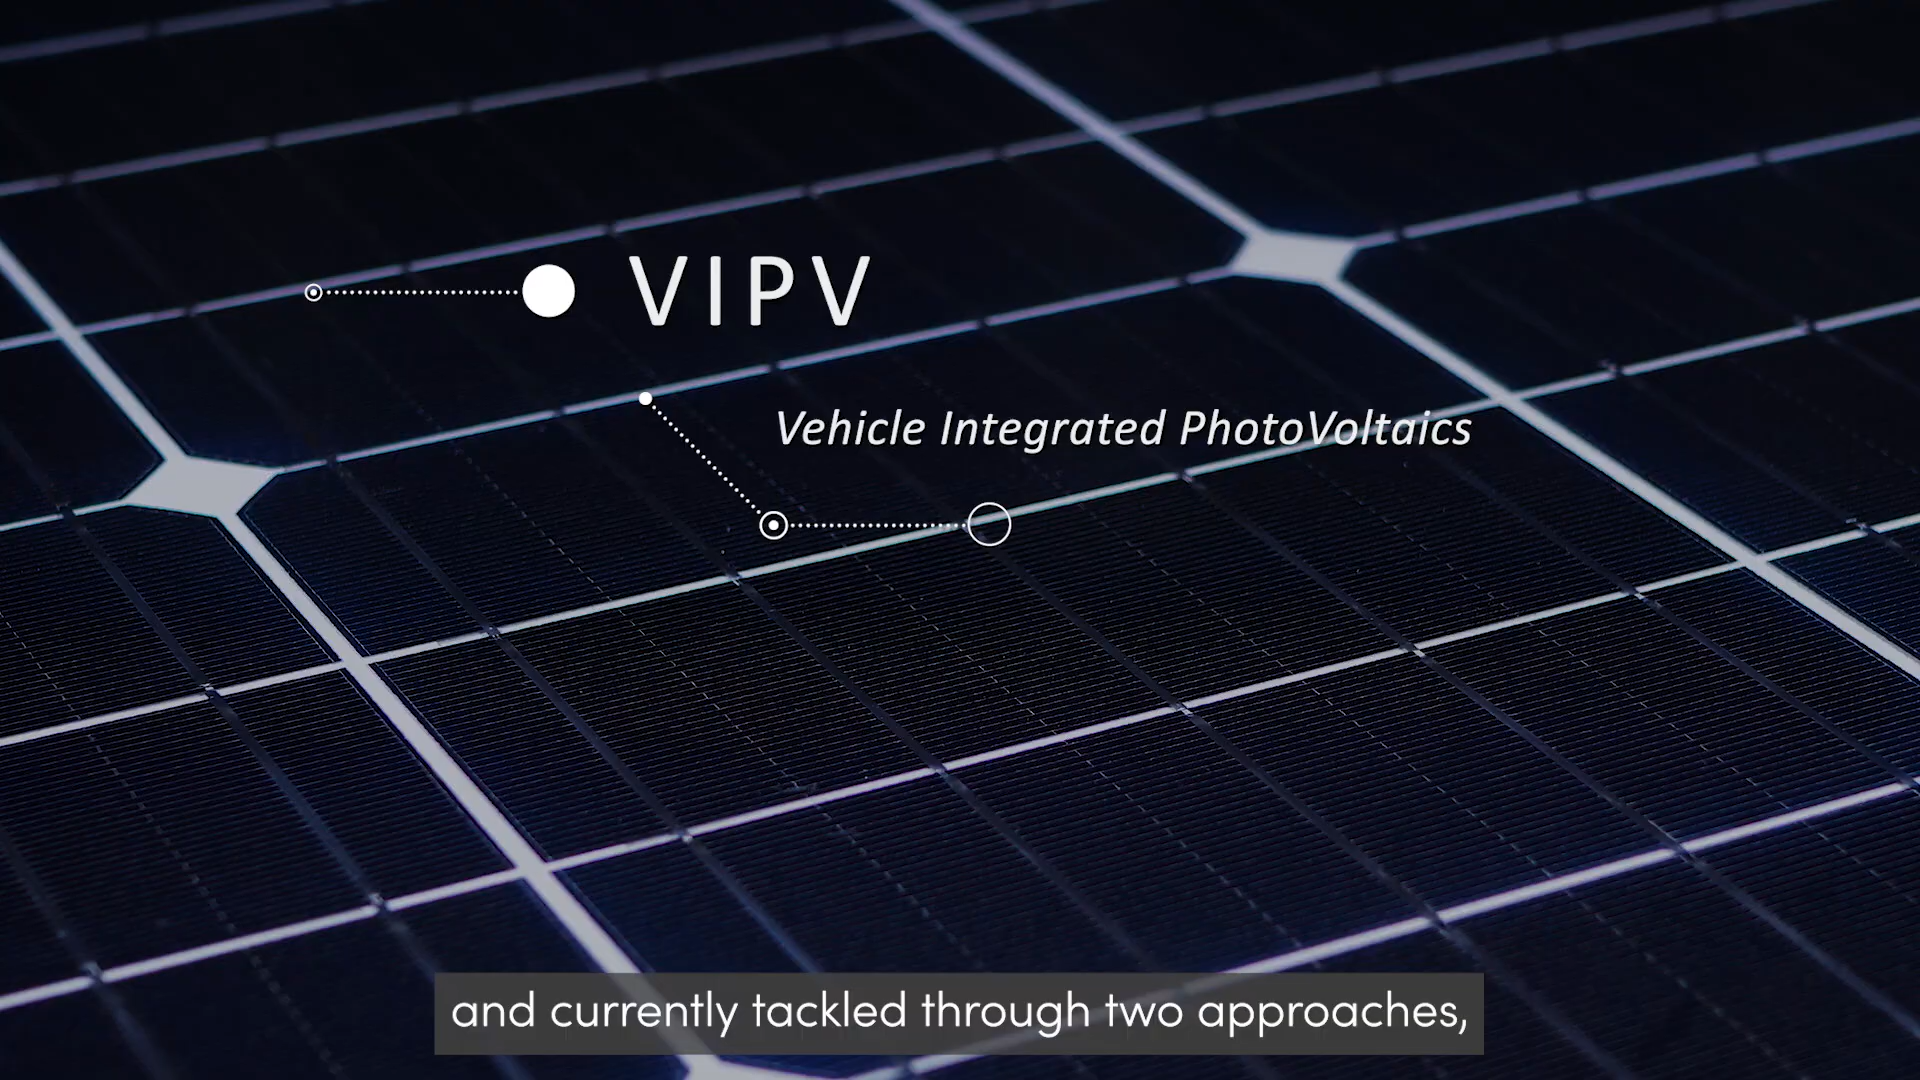 VIPV
Vehicle Integrated PhotoVoltaics
and currently tackled through two approaches,